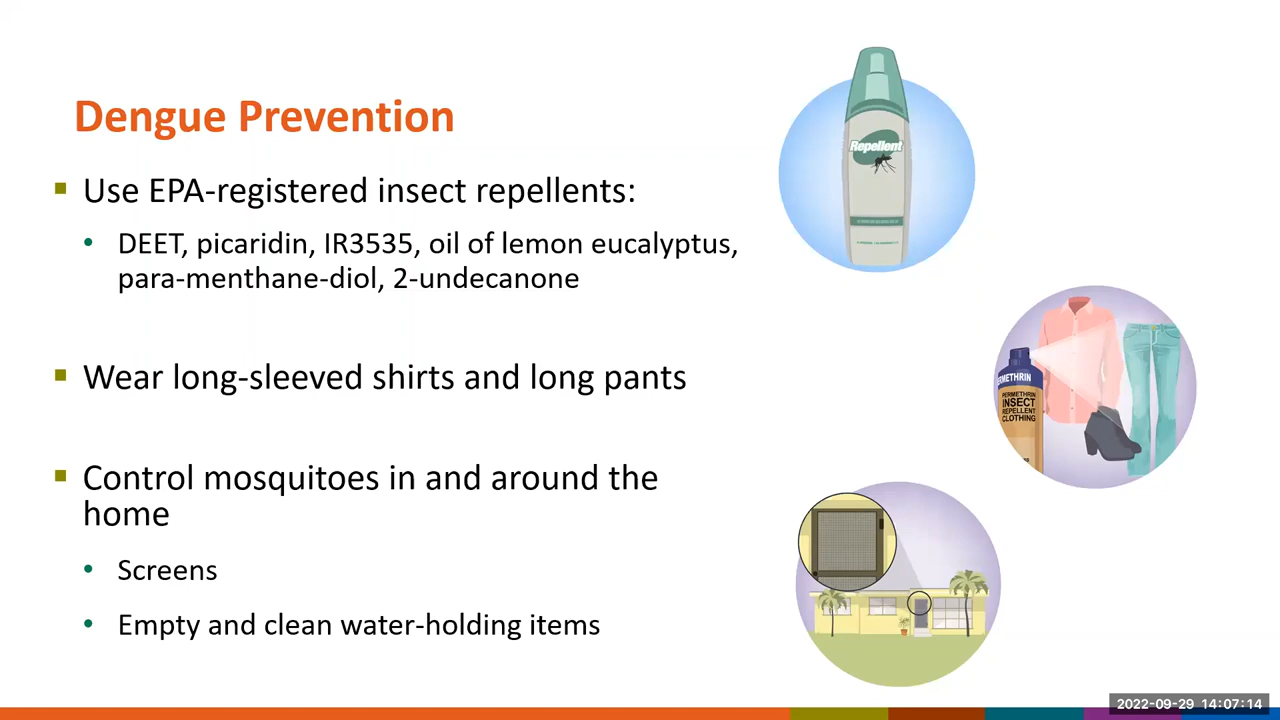 Dengue Prevention
Use EPA-registered insect repellents:
DEET, picaridin, IR3535, oil of lemon eucalyptus,
para-menthane-diol, 2-undecanone
Wear long-sleeved shirts and long pants
Control mosquitoes in and around the
home
Screens
Empty and clean water-holding items
Repellent
ERMETHRIN
PERMETHRIN
INSECT
REPELLENT
CLOTHING
2022-09-29 14:07:14